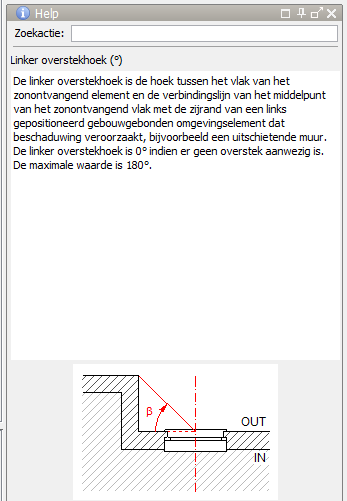 Help
Zoekactie:
Linker overstekhoek (°)
De linker overstekhoek is de hoek tussen het vlak van het
zonontvangend element en de verbindingslijn van het middelpunt
van het zonontvangend vlak met de zijrand van een links
gepositioneerd gebouwgebonden omgevingselement dat
beschaduwing veroorzaakt, bijvoorbeeld een uitschietende muur.
De linker overstekhoek is 0° indien er geen overstek aanwezig is.
De maximale waarde is 180°.
β
OUT
IN